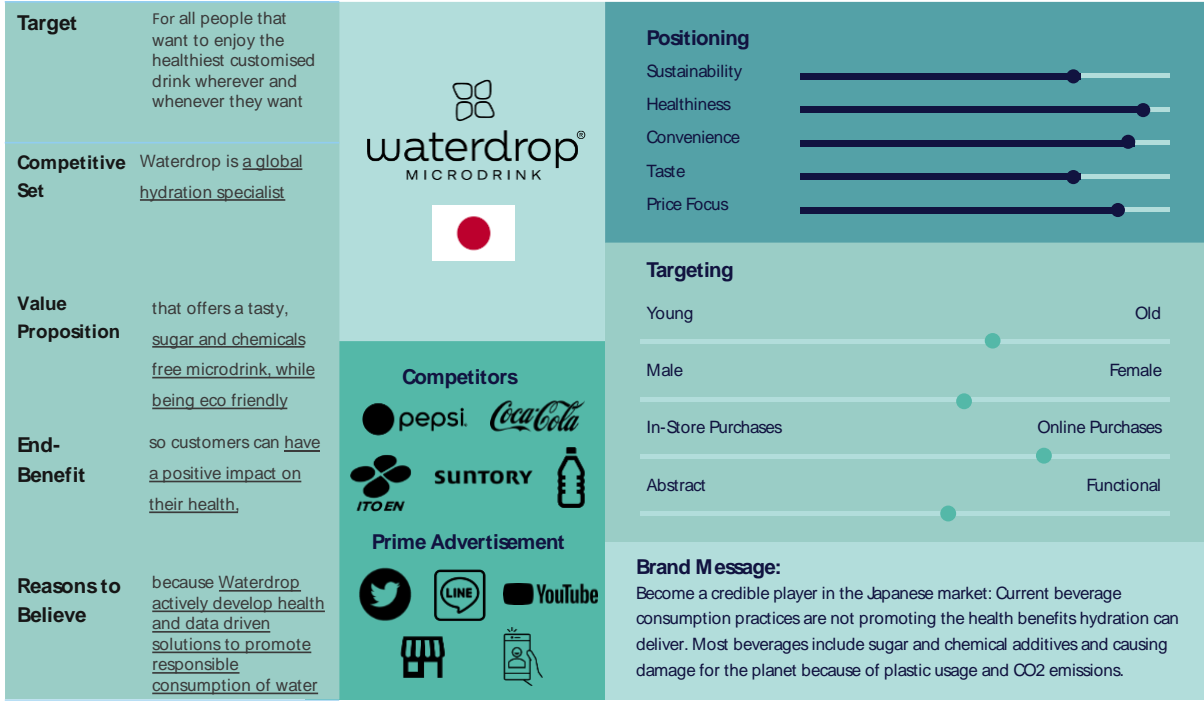 Target
For all people that
want to enjoy the
healthiest customised
drink wherever and
whenever they want
Competitive
Set
Waterdrop is a global
hydration specialist
Value
Proposition
that offers a tasty,
sugar and chemicals
free microdrink, while
being eco friendly
End-
Benefit
so customers can have
a positive impact on
their health,
Reasons to
Believe
because Waterdrop
actively develop health
and data driven
solutions to promote
responsible
consumption of water
waterdrop®
MICRODRINK
Competitors
pepsi.
Coca-Cola
ITO EN
SUNTORY
Prime Advertisement
LINE
YouTube
Positioning
Sustainability
Healthiness
Convenience
Taste
Price Focus
Targeting
Young Old
Male Female
In-Store Purchases Online Purchases
Abstract Functional
Brand Message:
Become a credible player in the Japanese market: Current beverage
consumption practices are not promoting the health benefits hydration can
deliver. Most beverages include sugar and chemical additives and causing
damage for the planet because of plastic usage and CO2 emissions.